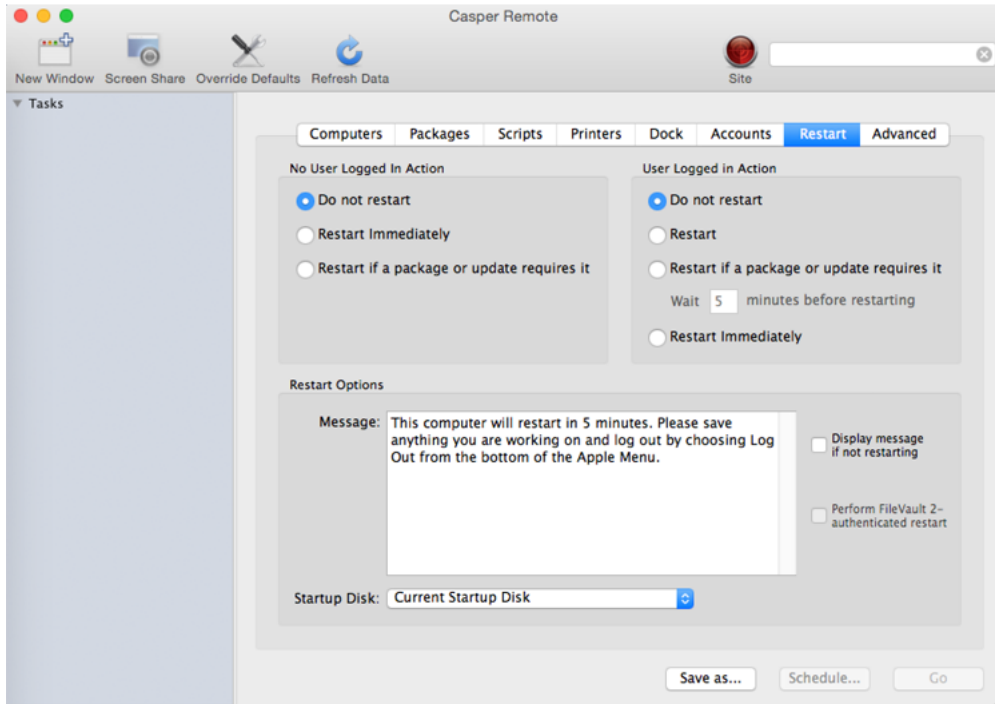 Casper Remote
New Window Screen Share Override Defaults Refresh Data Site
Tasks
Computers Packages Scripts Printers Dock Accounts Restart Advanced
No User Logged In Action
Do not restart
Restart Immediately
Restart if a package or update requires it
User Logged in Action
Do not restart
Restart
Restart if a package or update requires it
Wait 5 minutes before restarting
Restart Immediately
Restart Options
Message: This computer will restart in 5 minutes. Please save
anything you are working on and log out by choosing Log
Out from the bottom of the Apple Menu.
Display message
if not restarting
Perform FileVault 2-
authenticated restart
Startup Disk: Current Startup Disk
Save as... Schedule... Go